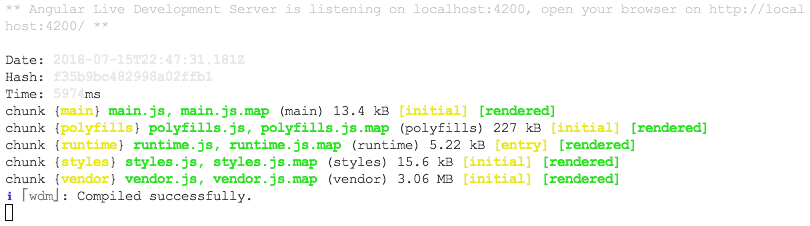 ** Angular Live Development Server is listening on localhost:4200, open your browser on http://local
host:4200/ **
Date: 2018-07-15T22:47:31.181Z
Hash: f35b9bc482998a02ffb1
Time: 5974ms
chunk {main} main.js, main.js.map (main) 13.4 kB [initial] [rendered]
chunk {polyfills} polyfills.js, polyfills.js.map (polyfills) 227 kB [initial] [rendered]
chunk {runtime} runtime.js, runtime.js.map (runtime) 5.22 kB [entry] [rendered]
chunk {styles} styles.js, styles.js.map (styles) 15.6 kB [initial] [rendered]
chunk {vendor} vendor.js, vendor.js.map (vendor) 3.06 MB [initial] [rendered]
ℹ ｢wdm｣: Compiled successfully.